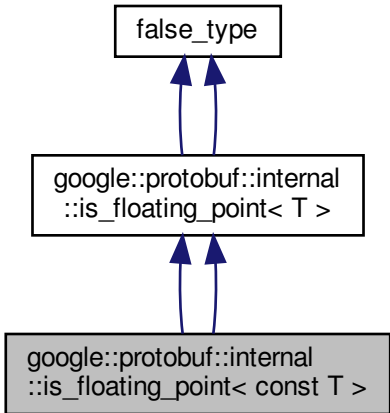 false_type
google::protobuf::internal
::is_floating_point< T >
google::protobuf::internal
::is_floating_point< const T >